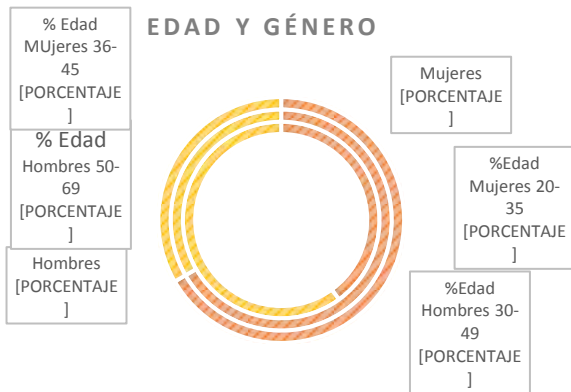 EDAD Y GÉNERO
% Edad
MUjeres 36-
45
[PORCENTAJE
]
% Edad
Hombres 50-
69
[PORCENTAJE
]
Hombres
[PORCENTAJE
]
Mujeres
[PORCENTAJE
]
%Edad
Mujeres 20-
35
[PORCENTAJE
]
%Edad
Hombres 30-
49
[PORCENTAJE
]